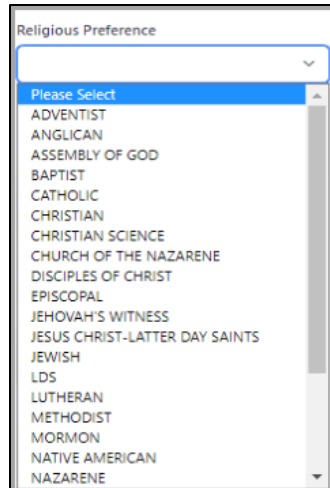 Religious Preference
Please Select
ADVENTIST
ANGLICAN
ASSEMBLY OF GOD
BAPTIST
CATHOLIC
CHRISTIAN
CHRISTIAN SCIENCE
CHURCH OF THE NAZARENE
DISCIPLES OF CHRIST
EPISCOPAL
JEHOVAH'S WITNESS
JESUS CHRIST-LATTER DAY SAINTS
JEWISH
LDS
LUTHERAN
METHODIST
MORMON
NATIVE AMERICAN
NAZARENE